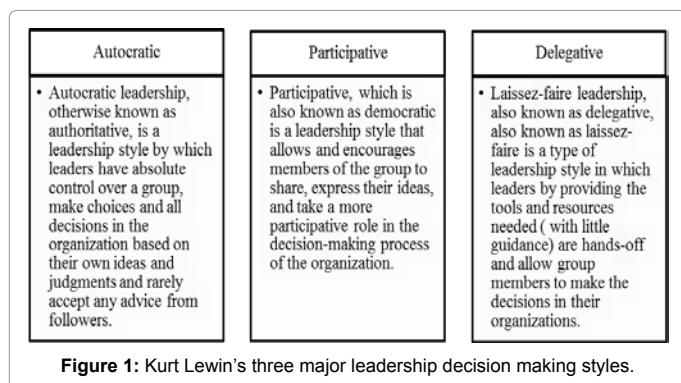 Autocratic
• Autocratic leadership,
otherwise known as
authoritative, is a
leadership style by which
leaders have absolute
control over a group,
make choices and all
decisions in the
organization based on
their own ideas and
judgments and rarely
accept any advice from
followers.
Participative
• Participative, which is
also known as democratic
is a leadership style that
allows and encourages
members of the group to
share, express their ideas,
and take a more
participative role in the
decision-making process
of the organization.
Delegative
• Laissez-faire leadership,
also known as delegative,
also known as laissez-
faire is a type of
leadership style in which
leaders by providing the
tools and resources
needed ( with little
guidance) are hands-off
and allow group
members to make the
decisions in their
organizations.
Figure 1: Kurt Lewin's three major leadership decision making styles.